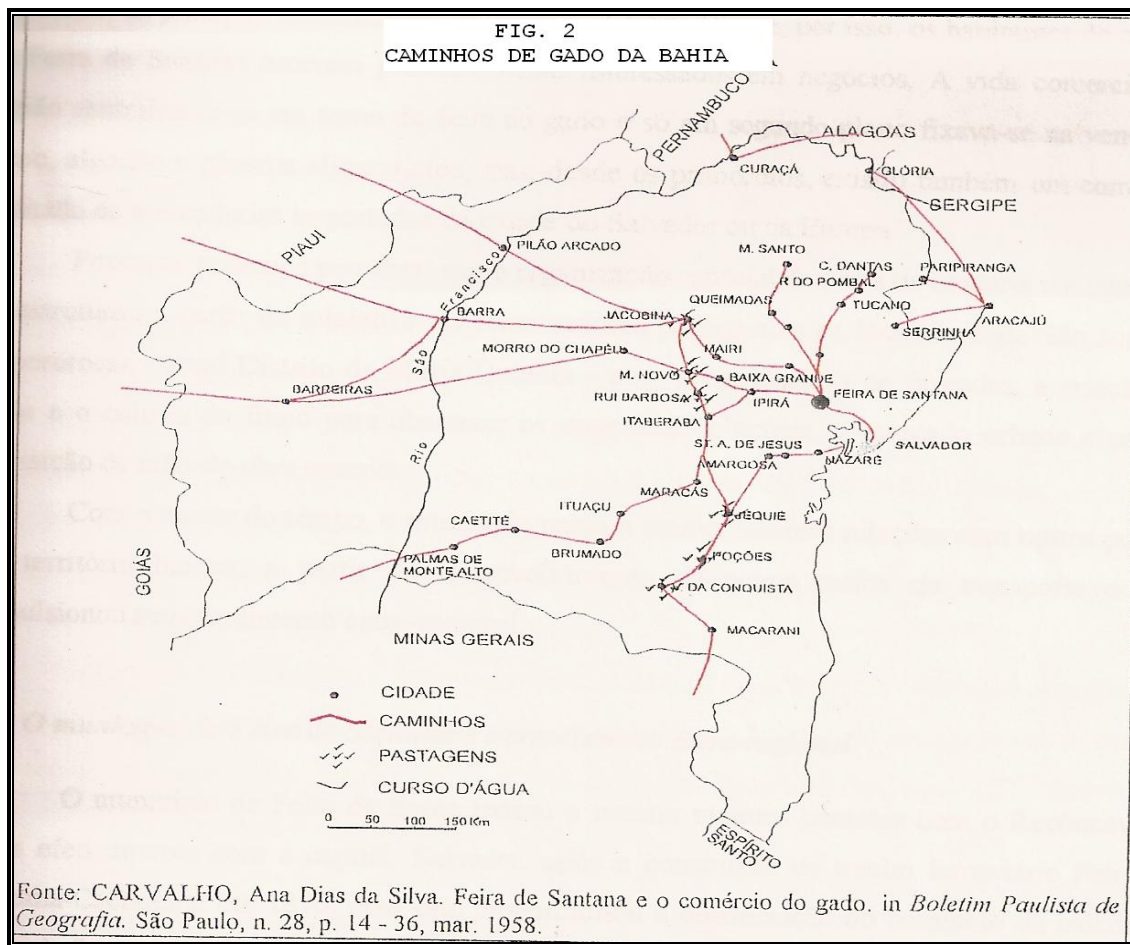 FIG. 2
CAMINHOS DE GADO DA BAHIA
PERNAMBUCO
ALAGOAS
CURAÇÁ
GLÓRIA
SERGIPE
PIAUI
PILÃO ARCADO
M. SANTO
C. DANTAS
PARIPIRANGA
R DO POMBAL
QUEIMADAS
TUCANO
São Francisco
Rio
BARRA
JACOBINA
SERRINHA
ARACAJÚ
MORRO DO CHAPÉU
MAIRI
BARREIRAS
M. NOVO
BAIXA GRANDE
FEIRA DE SANTANA
RUI BARBOSA
IPIRÁ
ITABERABA
ST. A. DE JESUS
SALVADOR
NAZARÉ
AMARGOSA
MARACÁS
ITUAÇU
JEQUIÉ
CAETITÉ
BRUMADO
POÇÕES
PALMAS DE
MONTE ALTO
DA CONQUISTA
GOIÁS
MINAS GERAIS
MACARANI
CIDADE
CAMINHOS
PASTAGENS
CURSO D'ÁGUA
0 50 100 150 Km
ESPÍRITO
SANTO
Fonte: CARVALHO, Ana Dias da Silva. Feira de Santana e o comércio do gado. in Boletim Paulista de
Geografia. São Paulo, n. 28, p. 14 - 36, mar. 1958.